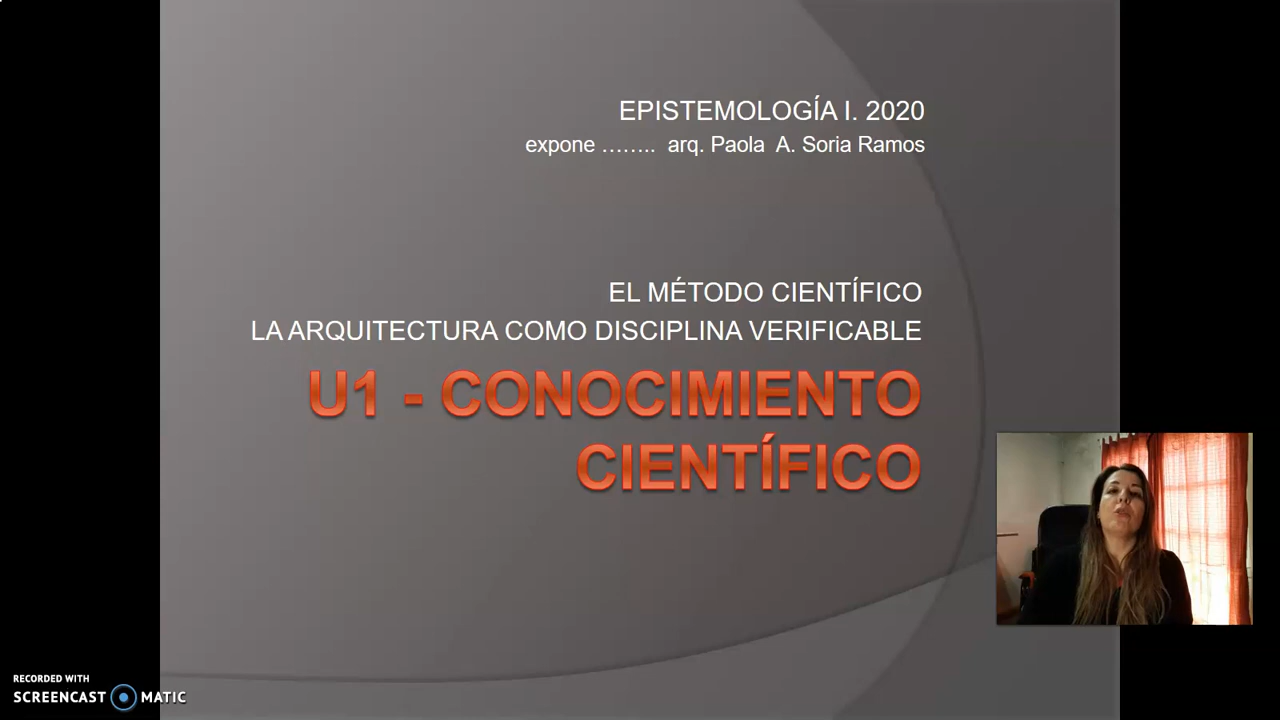 EPISTEMOLOGÍA I. 2020
expone …….. arq. Paola A. Soria Ramos
EL MÉTODO CIENTÍFICO
LA ARQUITECTURA COMO DISCIPLINA VERIFICABLE
U1 - CONOCIMIENTO
CIENTÍFICO
RECORDED WITH
SCREENCAST MATIC